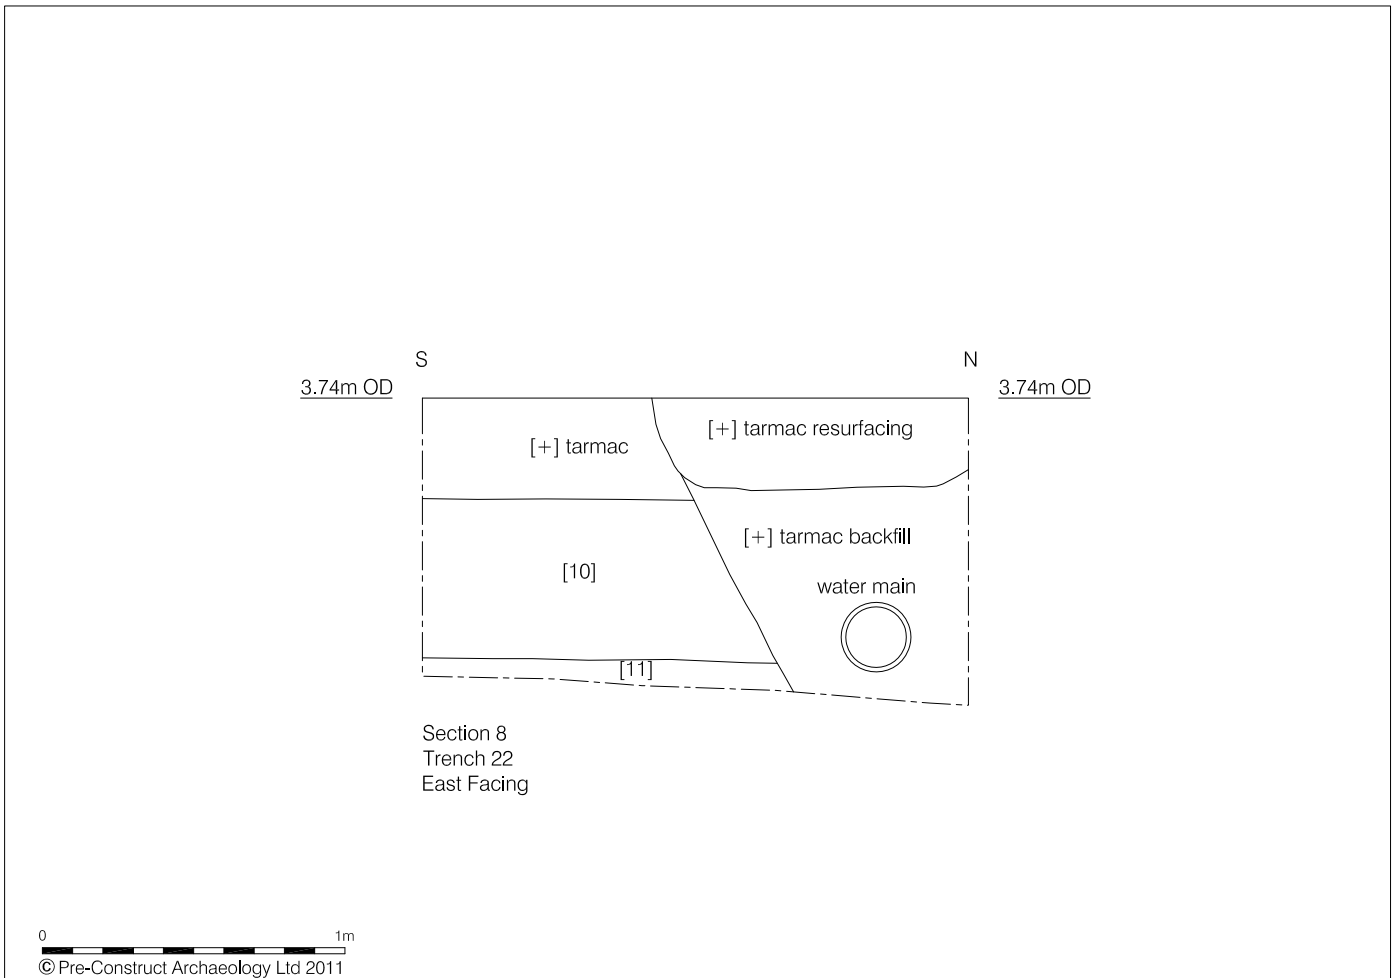 S
N
3.74m OD
3.74m OD
[+] tarmac resurfacing
[+] tarmac
[+] tarmac backfill
[10]
water main
[11]
Section 8
Trench 22
East Facing
0
1m
© Pre-Construct Archaeology Ltd 2011